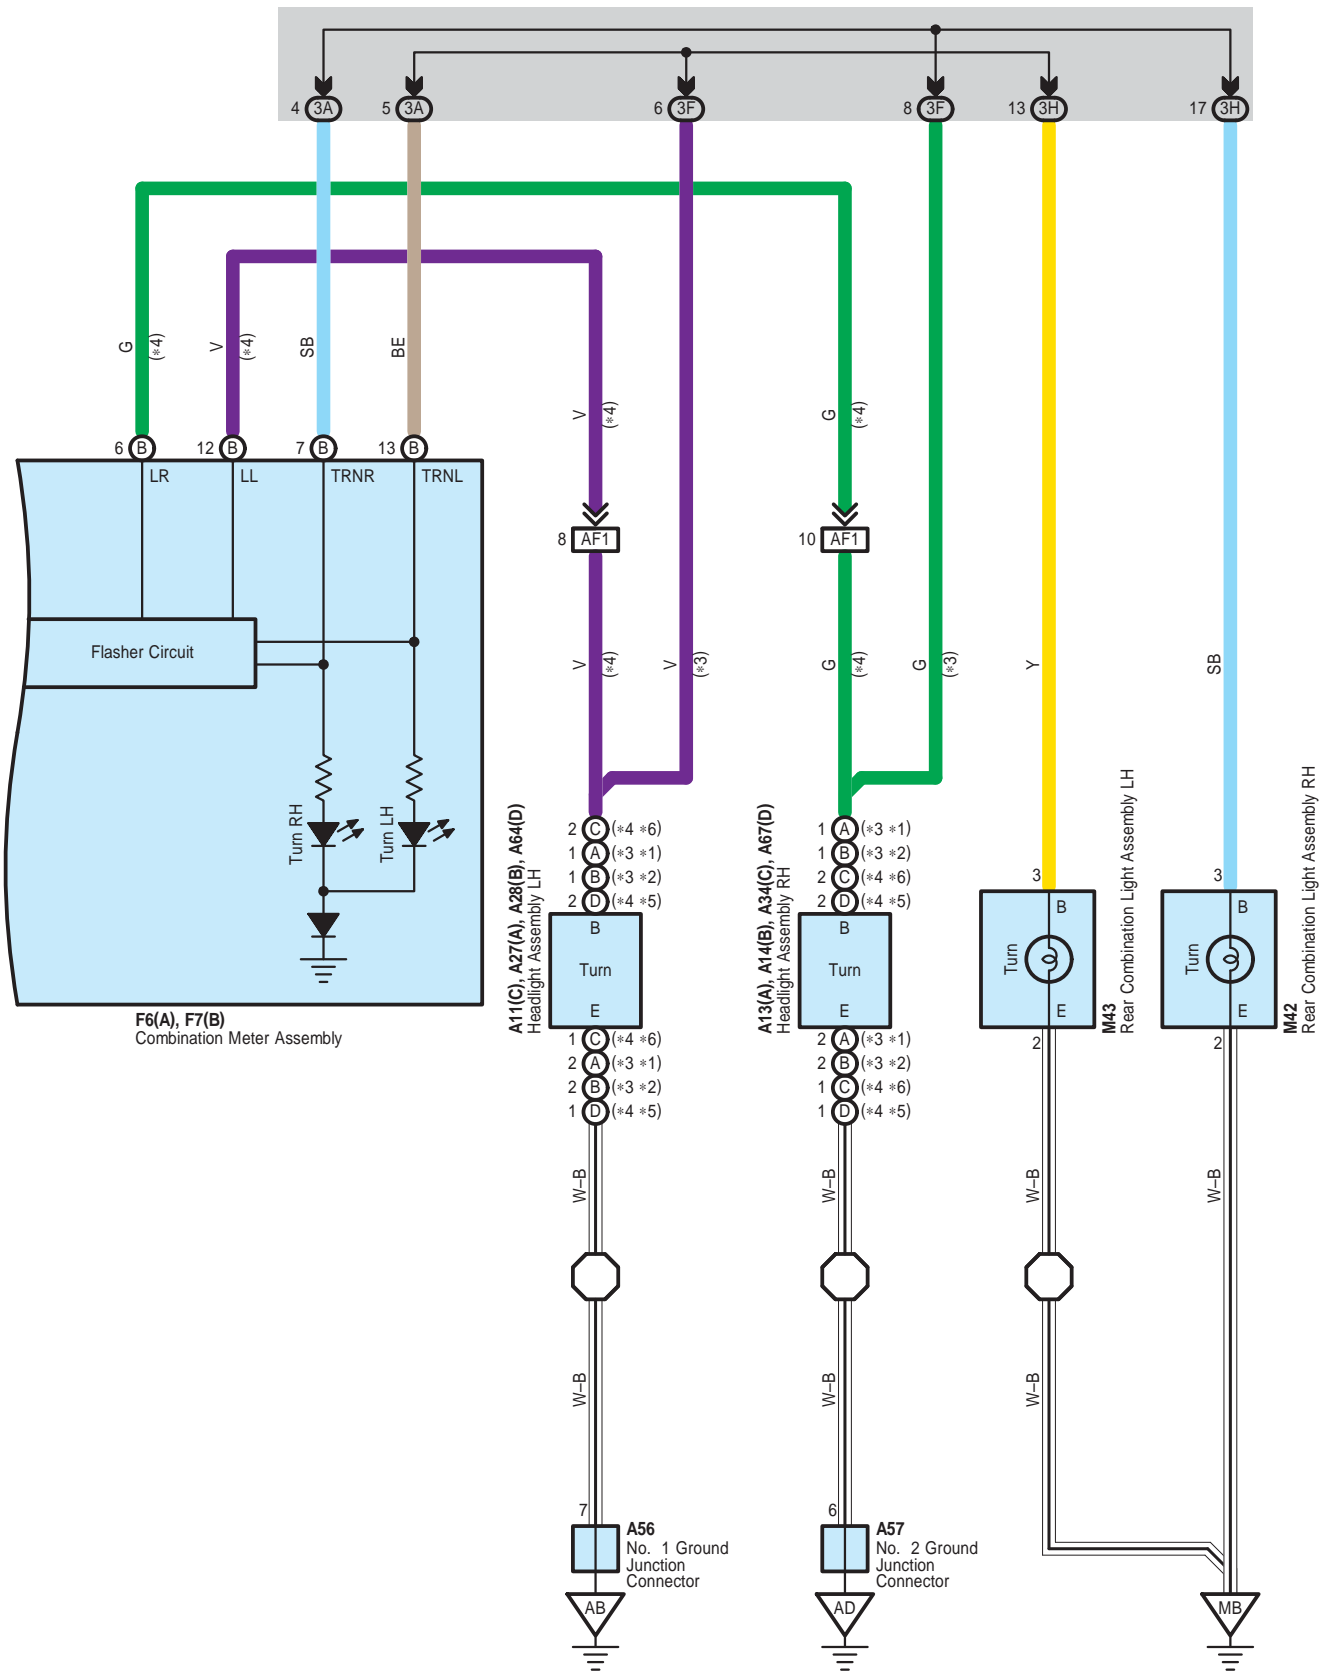 4 3A 5 3A 6 3F 8 3F 13 3H 17 3H
G (*4) V (*4) SB BE
V (*4) G (*4)
6 B 12 B 7 B 13 B
LR LL TRNR TRNL
8 AF1 10 AF1
Flasher Circuit
V (*4) V (*3) G (*4) G (*3) Y SB
Turn RH Turn LH
F6(A), F7(B)
Combination Meter Assembly
A11(C), A27(A), A28(B), A64(D)
Headlight Assembly LH
2 C (*4 *6)
1 A (*3 *1)
1 B (*3 *2)
2 D (*4 *5)
B
Turn
E
1 C (*4 *6)
2 A (*3 *1)
2 B (*3 *2)
1 D (*4 *5)
A13(A), A14(B), A34(C), A67(D)
Headlight Assembly RH
1 A (*3 *1)
1 B (*3 *2)
2 C (*4 *6)
2 D (*4 *5)
B
Turn
E
2 A (*3 *1)
2 B (*3 *2)
1 C (*4 *6)
1 D (*4 *5)
3
B
Turn
E
2
M43
Rear Combination Light Assembly LH
3
B
Turn
E
2
M42
Rear Combination Light Assembly RH
W–B W–B W–B W–B
W–B W–B W–B
7
A56
No. 1 Ground
Junction
Connector
AB
6
A57
No. 2 Ground
Junction
Connector
AD
MB